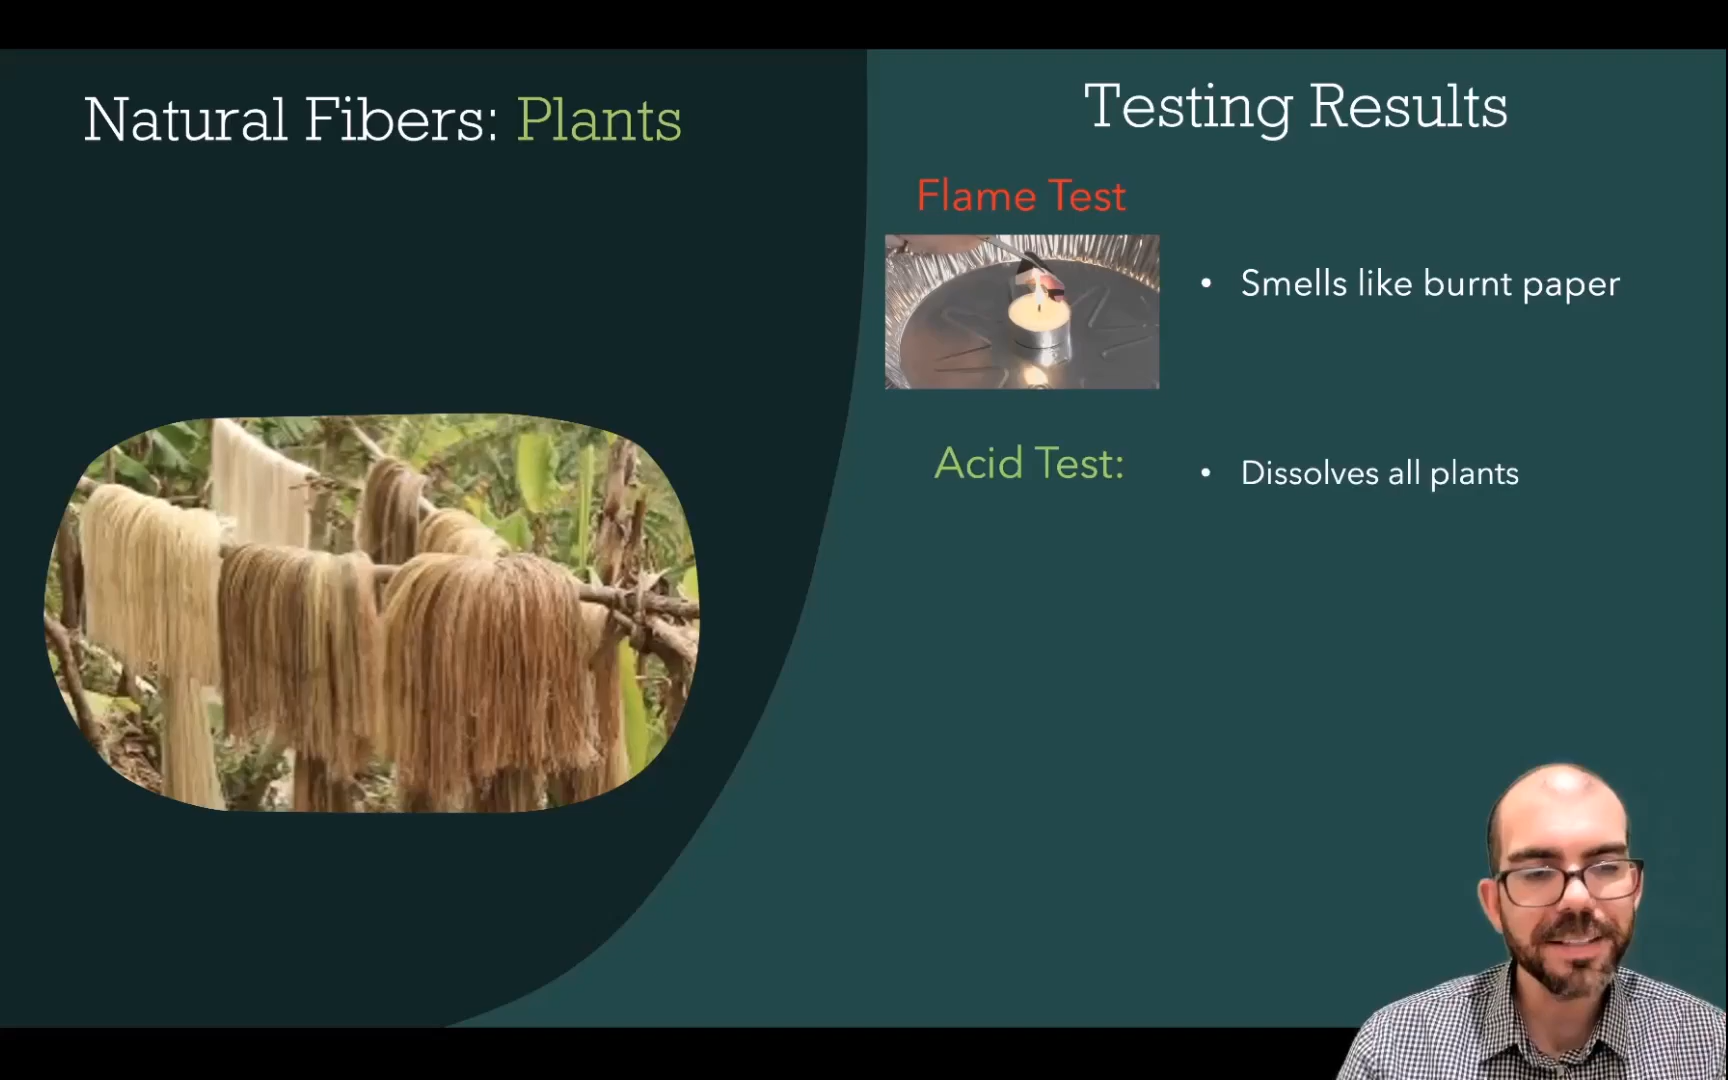 Natural Fibers: Plants
Testing Results
Flame Test
• Smells like burnt paper
Acid Test:
• Dissolves all plants